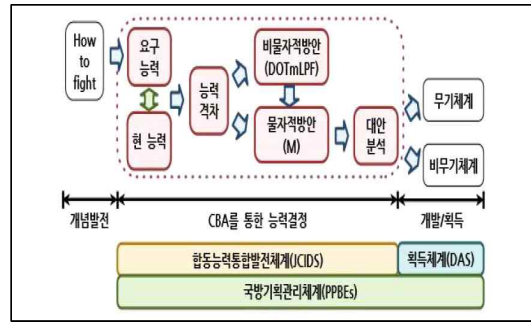 How
to
fight
요구
능력
현 능력
능력
격차
비물자적방안
(DOTmLPF)
물자적방안
(M)
대안
분석
무기체계
비무기체계
개념발전
CBA를 통한 능력결정
개발/획득
합동능력통합발전체계(JCIDS)
획득체계(DAS)
국방기획관리체계(PPBEs)